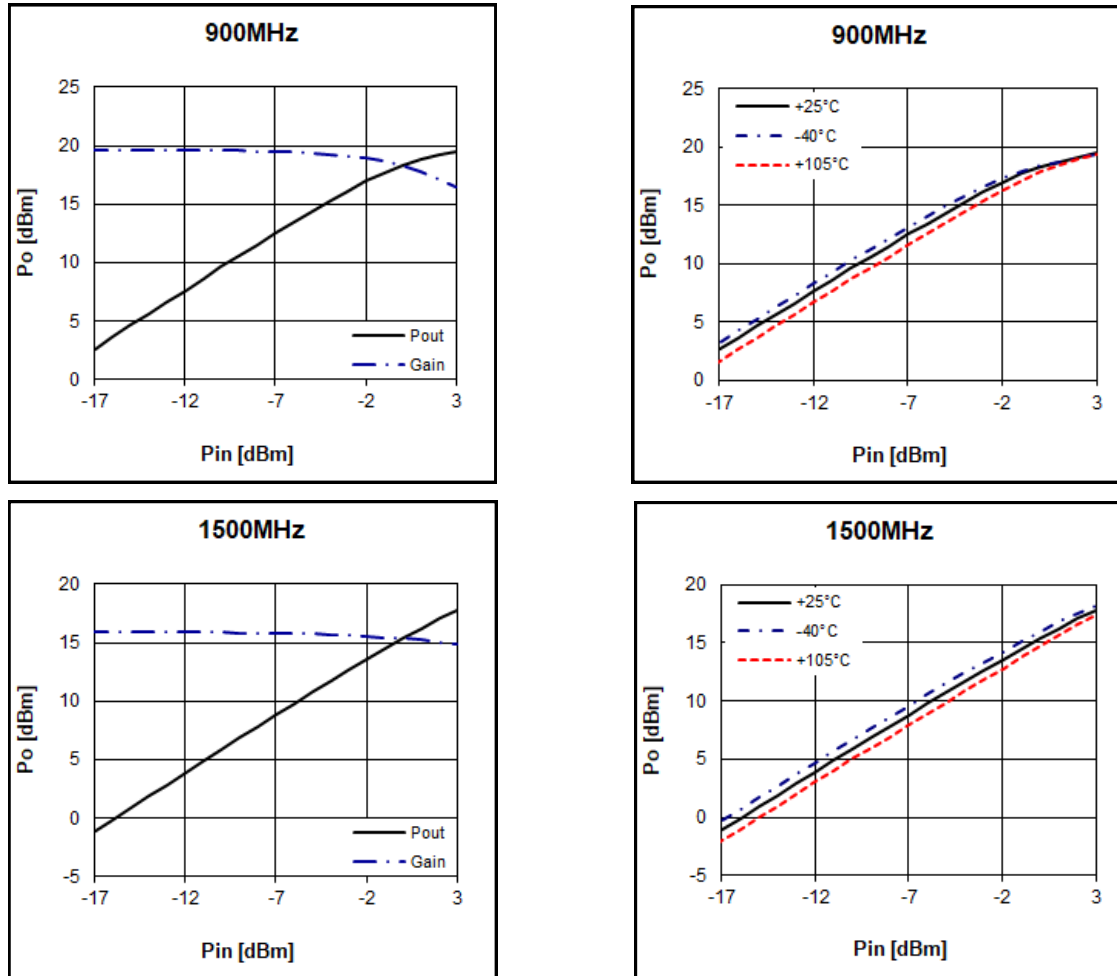 900MHz
Po [dBm]
25
20
15
10
5
0
Pout
Gain
-17 -12 -7 -2 3
Pin [dBm]
900MHz
Po [dBm]
25
20
15
10
5
0
+25°C
-40°C
+105°C
-17 -12 -7 -2 3
Pin [dBm]
1500MHz
Po [dBm]
20
15
10
5
0
-5
Pout
Gain
-17 -12 -7 -2 3
Pin [dBm]
1500MHz
Po [dBm]
20
15
10
5
0
-5
+25°C
-40°C
+105°C
-17 -12 -7 -2 3
Pin [dBm]